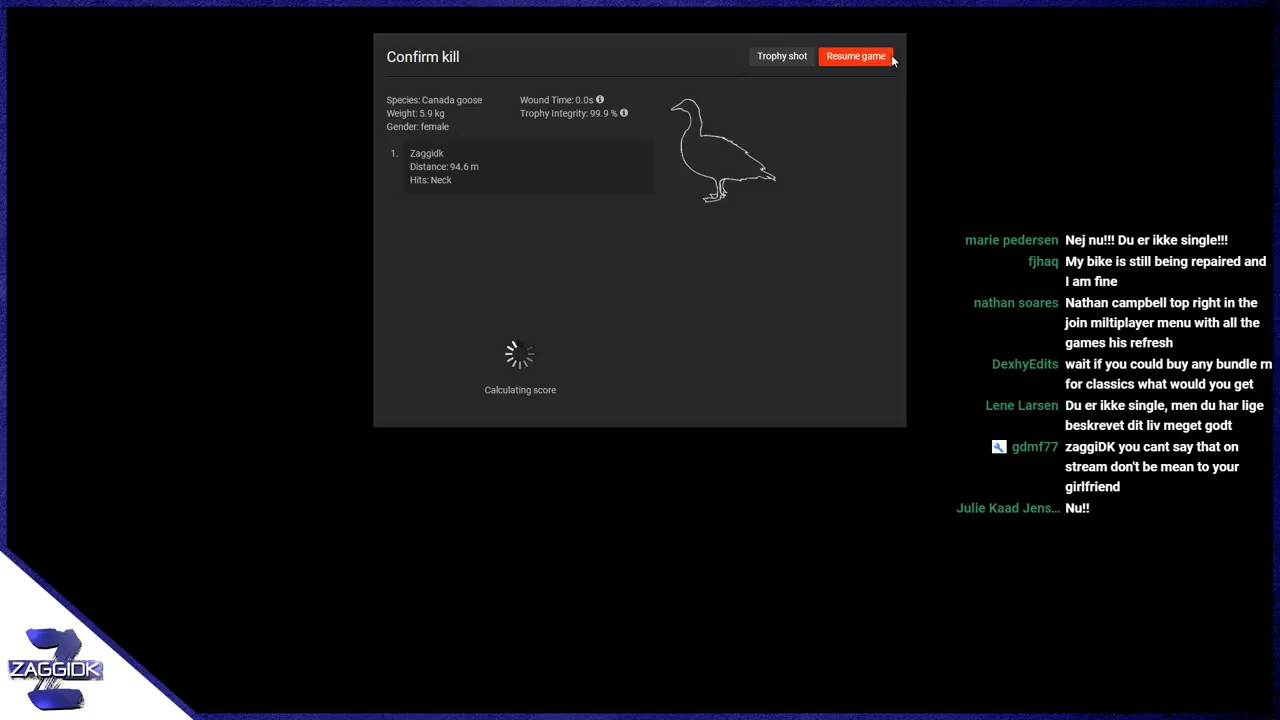 Confirm kill
Trophy shot
Resume game
Species: Canada goose
Weight: 5.9 kg
Gender: female
Wound Time: 0.0s
Trophy Integrity: 99.9 %
1. Zaggidk
Distance: 94.6 m
Hits: Neck
Calculating score
marie pedersen Nej nu!!! Du er ikke single!!!
fjhaq My bike is still being repaired and
I am fine
nathan soares Nathan campbell top right in the
join miltiplayer menu with all the
games his refresh
DexhyEdits wait if you could buy any bundle rn
for classics what would you get
Lene Larsen Du er ikke single, men du har lige
beskrevet dit liv meget godt
gdmf77 zaggiDK you cant say that on
stream don't be mean to your
girlfriend
Julie Kaad Jens... Nu!!
ZAGGIDK